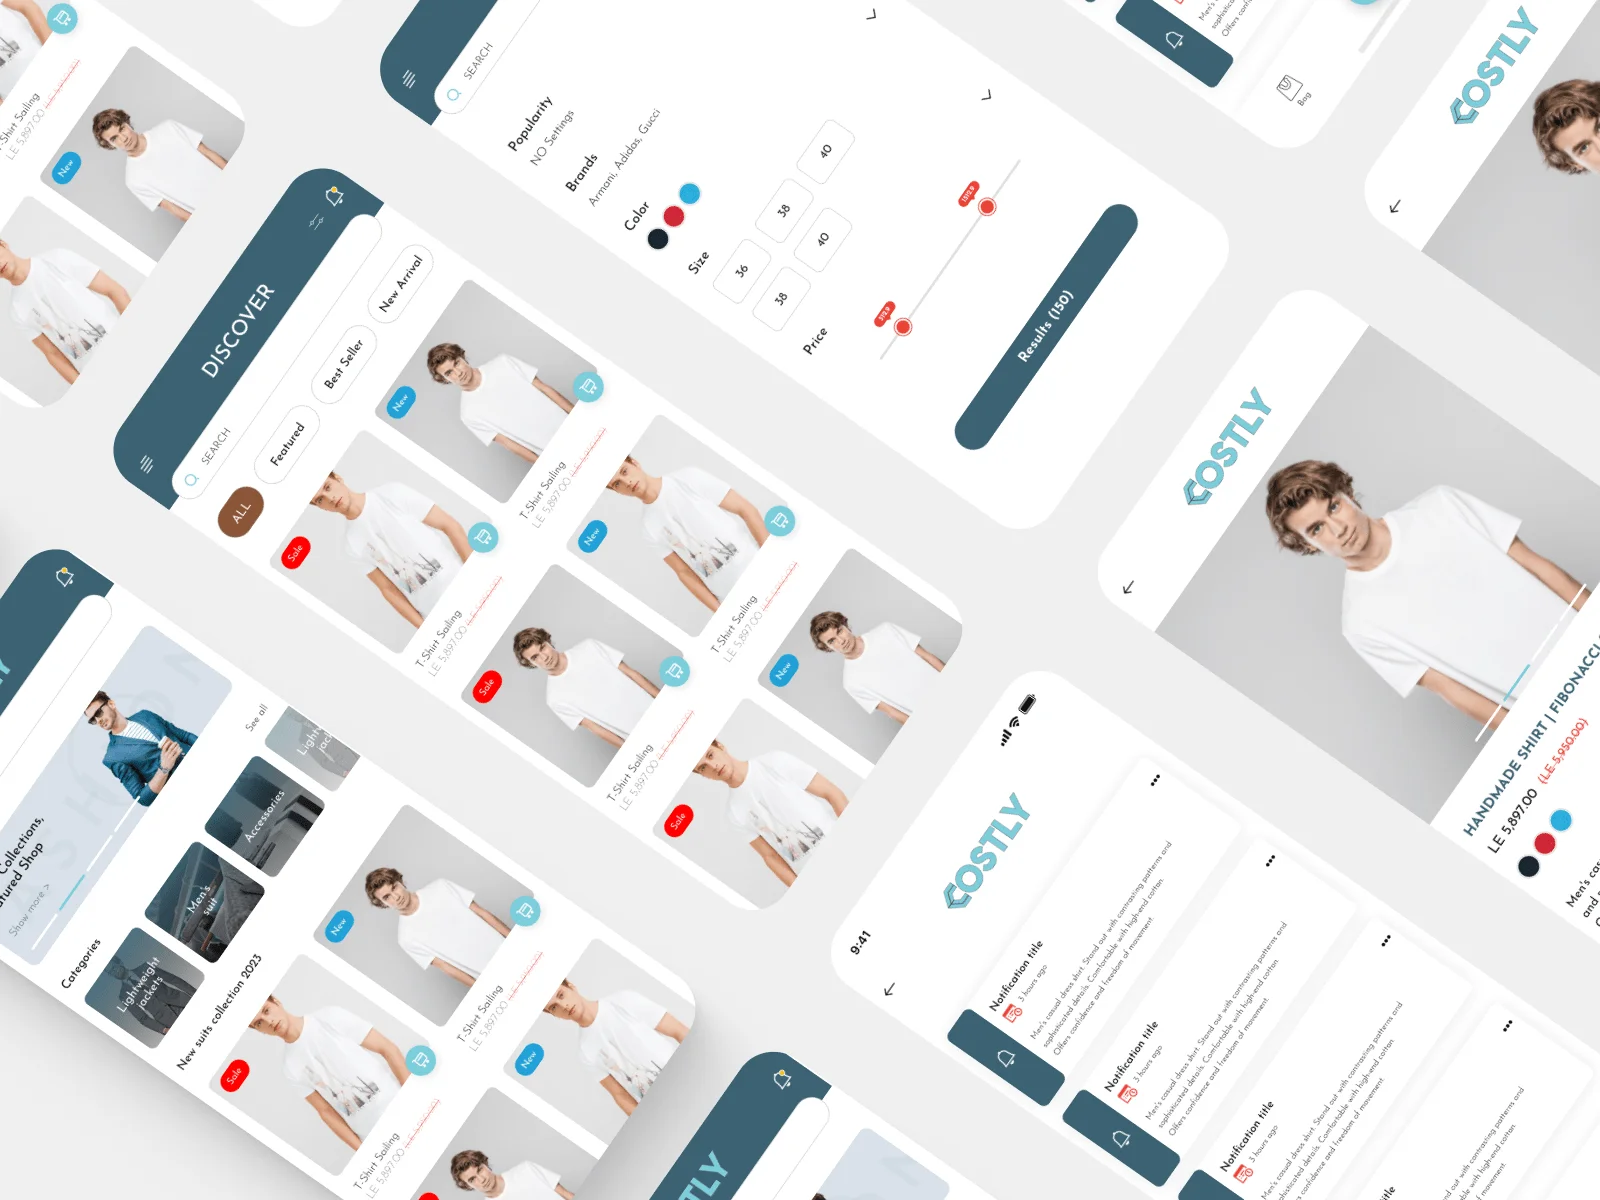 T-Shirt Sailing
LE 5,897.00
New
SEARCH
Popularity
NO Settings
Brands
Armani, Adidas, Gucci
Color
Size
40
38
40
36
38
Price
Results (150)
Bag
COSTLY
DISCOVER
SEARCH
ALL
Featured
Best Seller
New Arrival
New
T-Shirt Sailing
LE 5,897.00
Sale
T-Shirt Sailing
LE 5,897.00
New
T-Shirt Sailing
LE 5,897.00
Sale
T-Shirt Sailing
LE 5,897.00
New
Sale
COSTLY
HANDMADE SHIRT | FIBONACCI
LE 5,897.00 (LE 5,950.00)
Men's cas
and
Collections,
Show more >
Categories
See all
Lightweight
jackets
Men's
suit
Accessories
New suits collection 2023
New
T-Shirt Sailing
LE 5,897.00
Sale
T-Shirt Sailing
LE 5,897.00
New
9:41
COSTLY
Notification title
3 hours ago
Men's casual dress shirt. Stand out with contrasting patterns and
sophisticated details. Comfortable with high-end cotton.
Offers confidence and freedom of movement.
Notification title
3 hours ago
Men's casual dress shirt. Stand out with contrasting patterns and
sophisticated details. Comfortable with high-end cotton.
Offers confidence and freedom of movement.
Notification title
3 hours ago
Men's casual dress shirt. Stand out with contrasting patterns and
sophisticated details. Comfortable with high-end cotton
Offers confidence and freedom of movement.